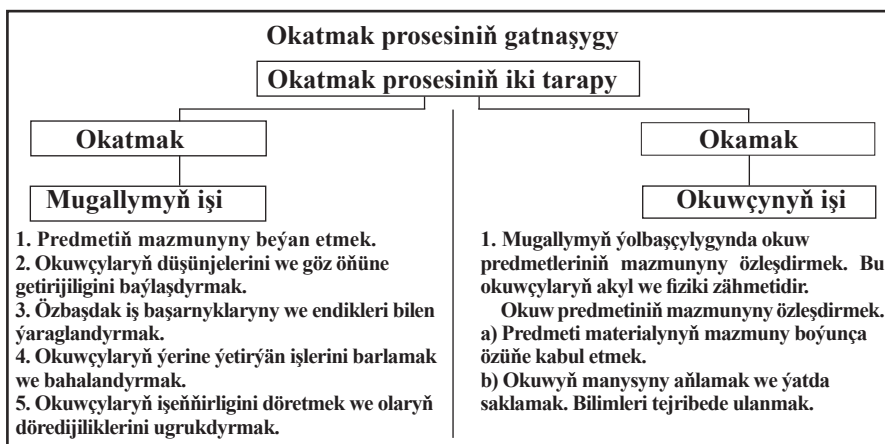 Okatmak prosesiniň gatnaşygy
Okatmak prosesiniň iki tarapy
Okatmak
Mugallymyň işi
1. Predmetiň mazmunyny beýan etmek.
2. Okuwçylaryň düşünjelerini we göz öňüne
getirijiligini baýlaşdyrmak.
3. Özbaşdak iş başarnyklaryny we endikleri bilen
ýaraglandyrmak.
4. Okuwçylaryň ýerine ýetirýän işlerini barlamak
we bahalandyrmak.
5. Okuwçylaryň işeňňirligini döretmek we olaryň
döredijiliklerini ugrukdyrmak.
Okamak
Okuwçynyň işi
1. Mugallymyň ýolbaşçylygynda okuw
predmetleriniň mazmunyny özleşdirmek. Bu
okuwçylaryň akyl we fiziki zähmetidir.
Okuw predmetiniň mazmunyny özleşdirmek.
a) Predmeti materialynyň mazmuny boýunça
özüňe kabul etmek.
b) Okuwyň manysyny aňlamak we ýatda
saklamak. Bilimleri tejribede ulanmak.